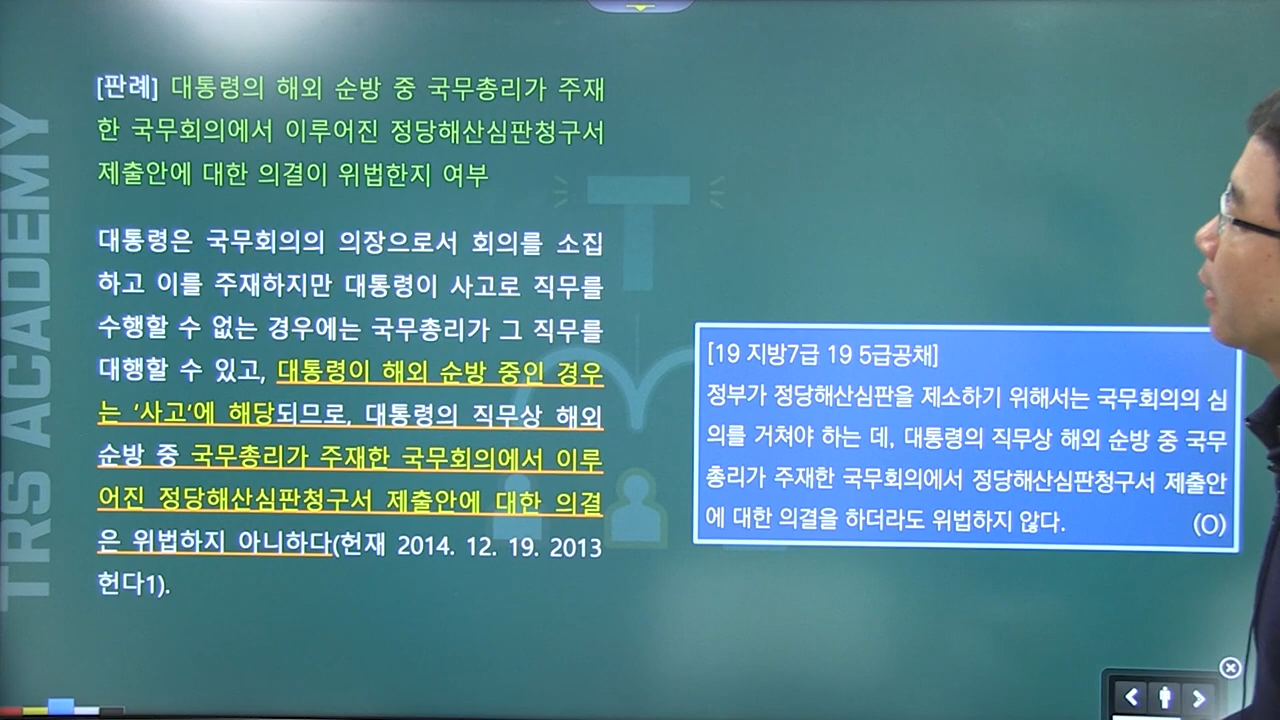 [판례] 대통령의 해외 순방 중 국무총리가 주재
한 국무회의에서 이루어진 정당해산심판청구서
제출안에 대한 의결이 위법한지 여부
대통령은 국무회의의 의장으로서 회의를 소집
하고 이를 주재하지만 대통령이 사고로 직무를
수행할 수 없는 경우에는 국무총리가 그 직무를
대행할 수 있고, 대통령이 해외 순방 중인 경우
는 ‘사고’에 해당되므로, 대통령의 직무상 해외
순방 중 국무총리가 주재한 국무회의에서 이루
어진 정당해산심판청구서 제출안에 대한 의결
은 위법하지 아니하다(헌재 2014. 12. 19. 2013
헌다1).
[19 지방7급 19 5급공채]
정부가 정당해산심판을 제소하기 위해서는 국무회의의 심
의를 거쳐야 하는 데, 대통령의 직무상 해외 순방 중 국무
총리가 주재한 국무회의에서 정당해산심판청구서 제출안
에 대한 의결을 하더라도 위법하지 않다. (O)
TRS ACADEMY